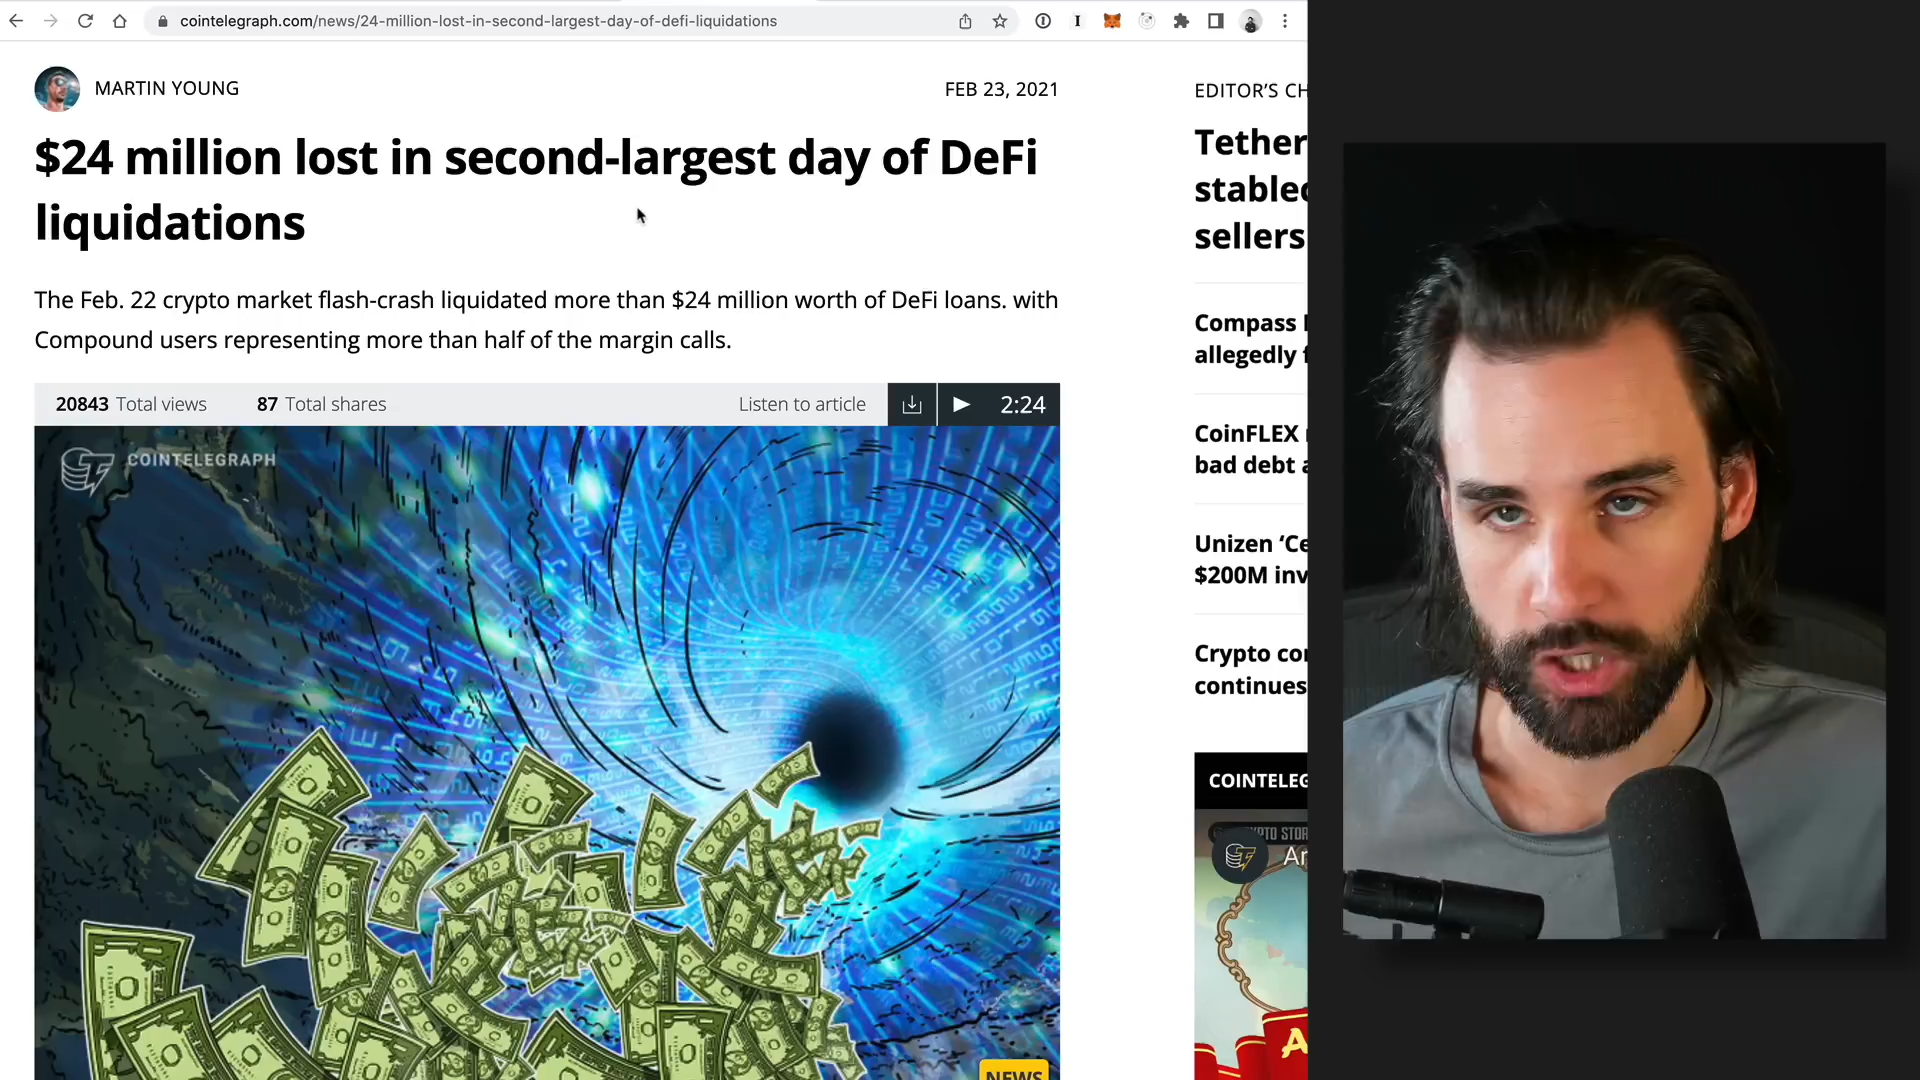 cointelegraph.com/news/24-million-lost-in-second-largest-day-of-defi-liquidations
MARTIN YOUNG
FEB 23, 2021
$24 million lost in second-largest day of DeFi
liquidations
The Feb. 22 crypto market flash-crash liquidated more than $24 million worth of DeFi loans. with
Compound users representing more than half of the margin calls.
20843 Total views
87 Total shares
Listen to article
2:24
COINTELEGRAPH
NEWS
EDITOR'S CH
Tether
stablec
sellers
Compass
allegedly f
CoinFLEX
bad debt a
Unizen ‘Ce
$200M inv
Crypto co
continues
COINTELEG
CRYPTO STOR
Ar
A